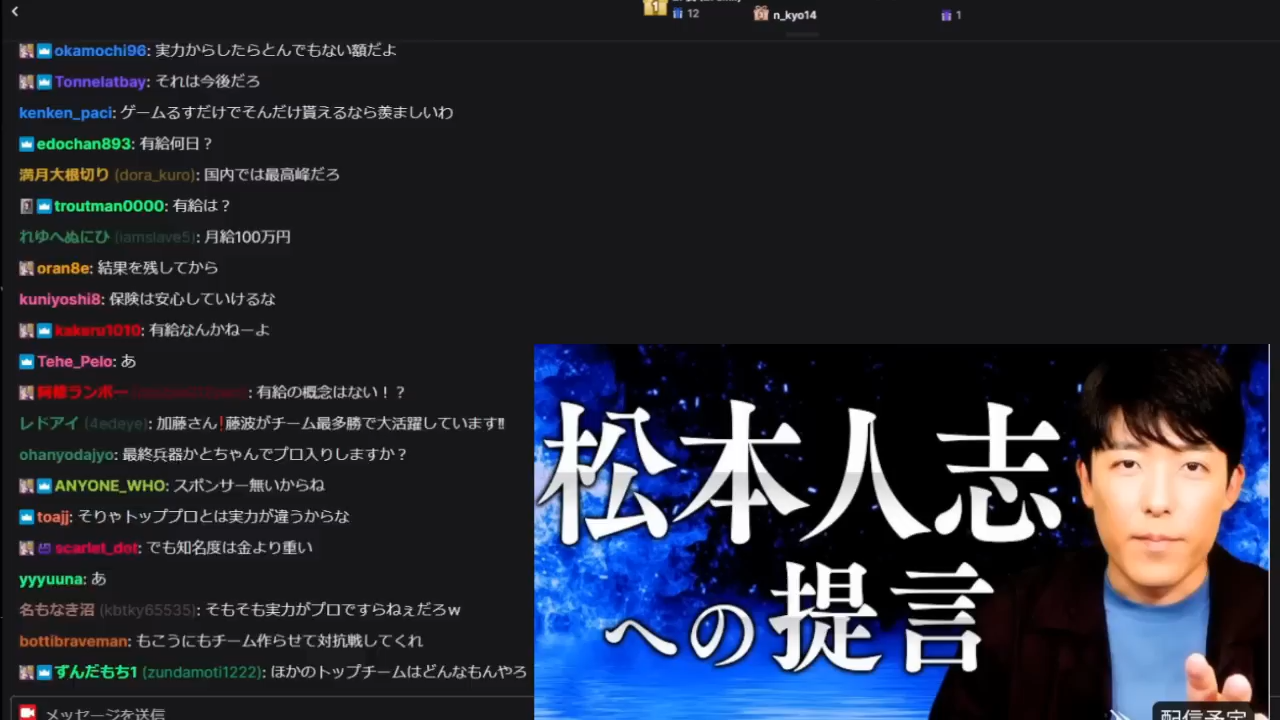 12
n_kyo14
1
okamochi96: 実力からしたらとんでもない額だよ
Tonnelatbay: それは今後だろ
kenken_paci: ゲームるすだけでそんだけ貰えるなら羨ましいわ
edochan893: 有給何日？
満月大根切り (dora_kuro): 国内では最高峰だろ
troutman0000: 有給は？
れゆへぬにひ (iamslave5): 月給100万円
oran8e: 結果を残してから
kuniyoshi8: 保険は安心していけるな
kakeru1010: 有給なんかねーよ
Tehe_Pelo: あ
阿修ランボー : 有給の概念はない！？
レドアイ (4edeye): 加藤さん❗藤波がチーム最多勝で大活躍しています‼
ohanyodajyo: 最終兵器かとちゃんでプロ入りしますか？
ANYONE_WHO: スポンサー無いからね
toajj: そりゃトッププロとは実力が違うからな
scarlet_dot: でも知名度は金より重い
yyyuuna: あ
名もなき沼 (kbtky65535): そもそも実力がプロですらねぇだろw
bottibraveman: もこうにもチーム作らせて対抗戦してくれ
ずんだもち1 (zundamoti1222): ほかのトップチームはどんなもんやろ
メッセージを送信
松本人志
への提言
配信予定